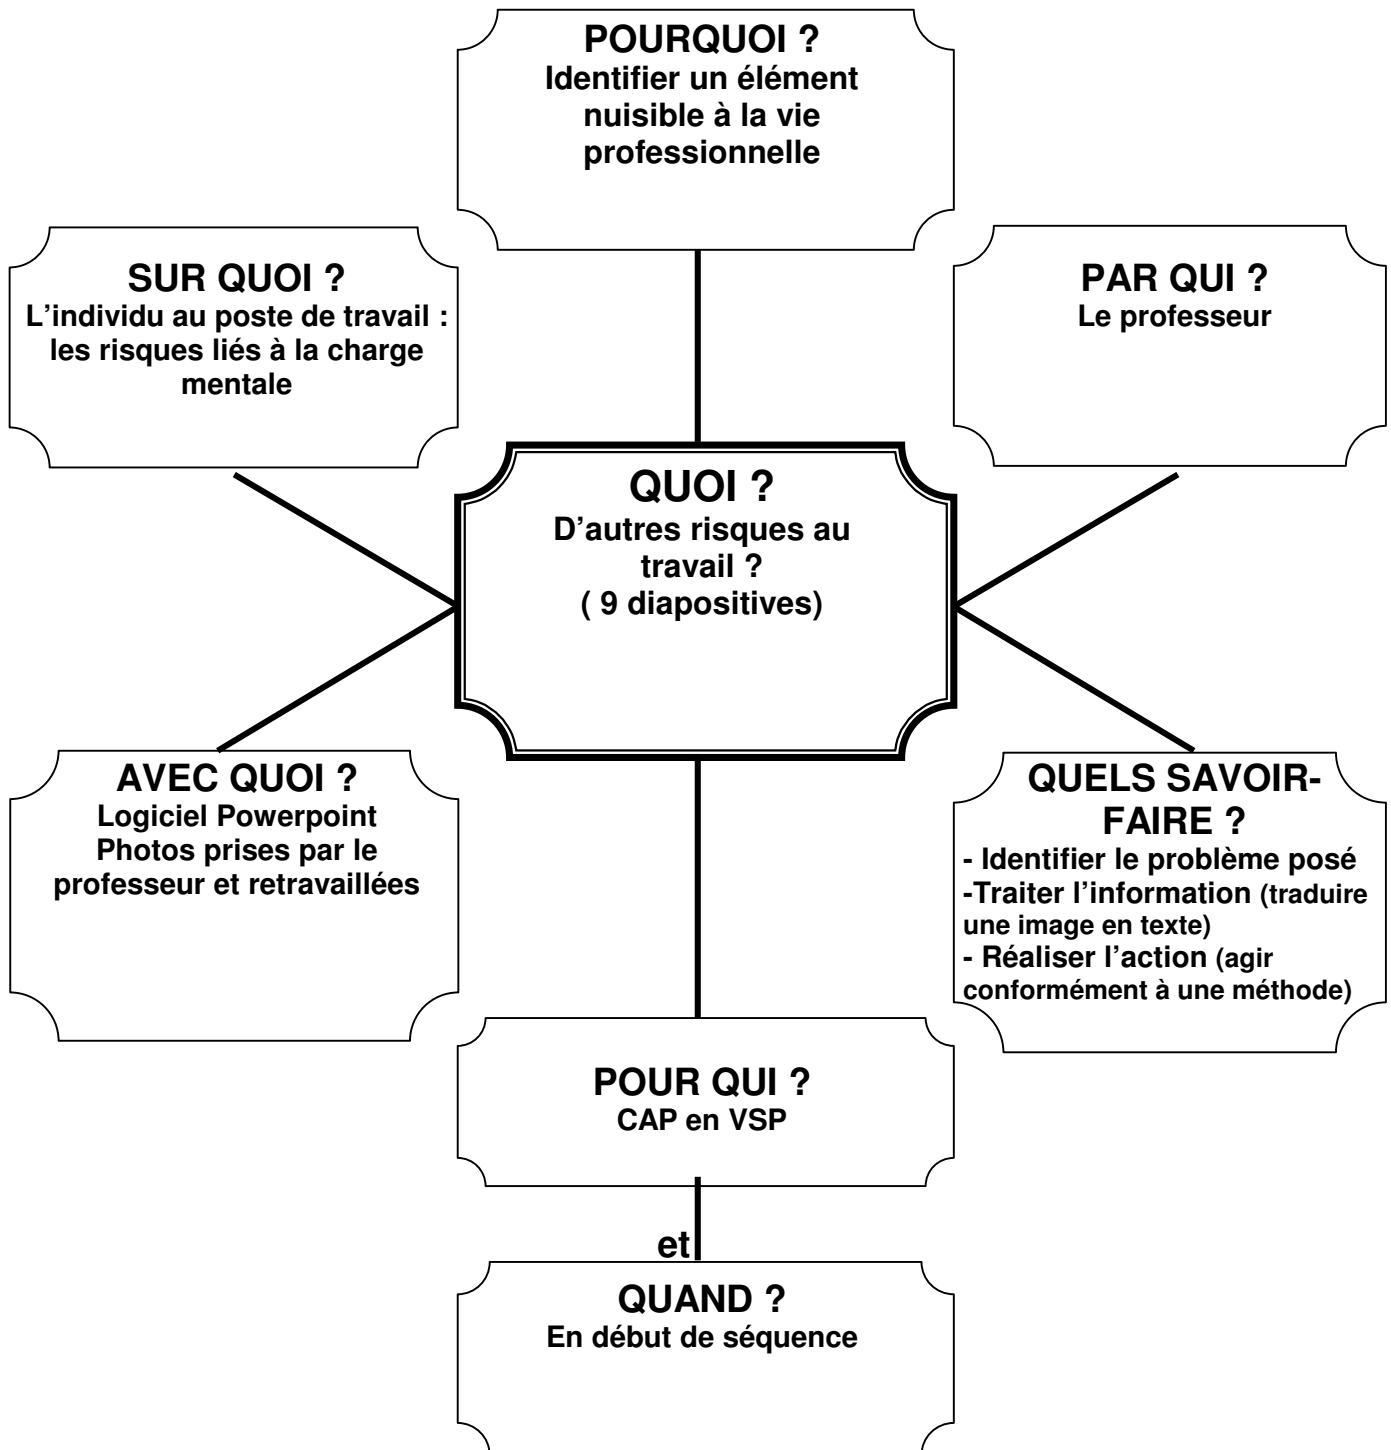 POURQUOI ?
Identifier un élément
nuisible à la vie
professionnelle
SUR QUOI ?
L’individu au poste de travail :
les risques liés à la charge
mentale
PAR QUI ?
Le professeur
QUOI ?
D’autres risques au
travail ?
( 9 diapositives)
AVEC QUOI ?
Logiciel Powerpoint
Photos prises par le
professeur et retravaillées
QUELS SAVOIR-
FAIRE ?
- Identifier le problème posé
-Traiter l’information (traduire
une image en texte)
- Réaliser l’action (agir
conformément à une méthode)
POUR QUI ?
CAP en VSP
et
QUAND ?
En début de séquence